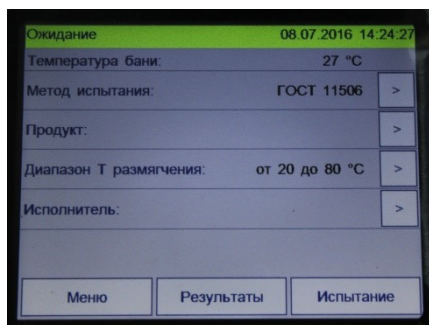 Ожидание 08.07.2016 14:24:27
Температура бани: 27 °C
Метод испытания: ГОСТ 11506 >
Продукт: >
Диапазон Т размягчения: от 20 до 80 °C >
Исполнитель: >
Меню Результаты Испытание